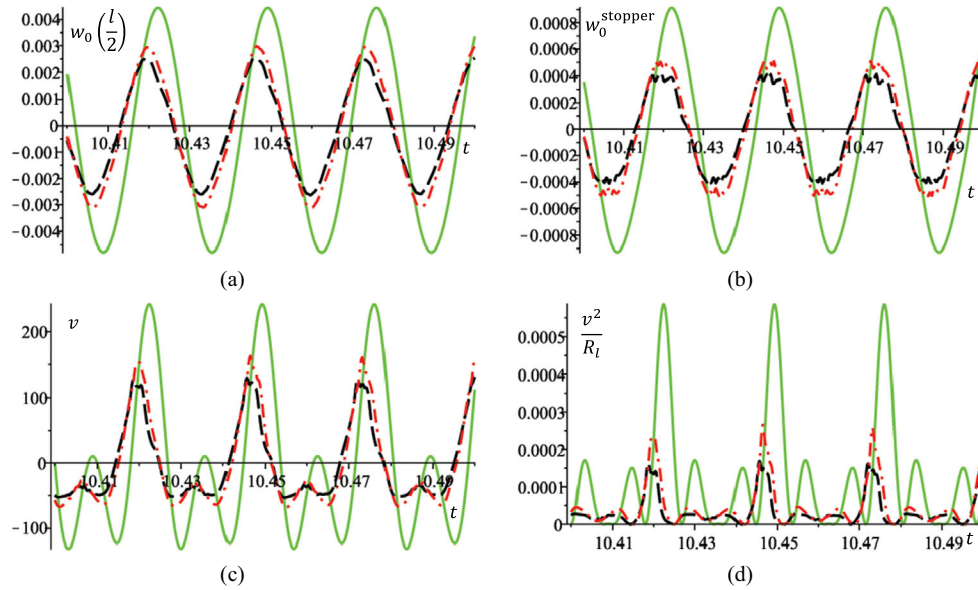 0.004
w₀ (l/2)
0.003
0.002
0.001
0
10.41 10.43 10.45 10.47 10.49 t
-0.001
-0.002
-0.003
-0.004
(a)
0.0008
w₀^stopper
0.0006
0.0004
0.0002
0
10.41 10.43 10.45 10.47 10.49
-0.0002
-0.0004
t
-0.0006
-0.0008
(b)
v
200
100
0
10.41 10.43 10.45 10.47 10.49
t
-100
(c)
v²/Rₗ
0.0005
0.0004
0.0003
0.0002
0.0001
0
10.41 10.43 10.45 10.47 10.49 t
(d)